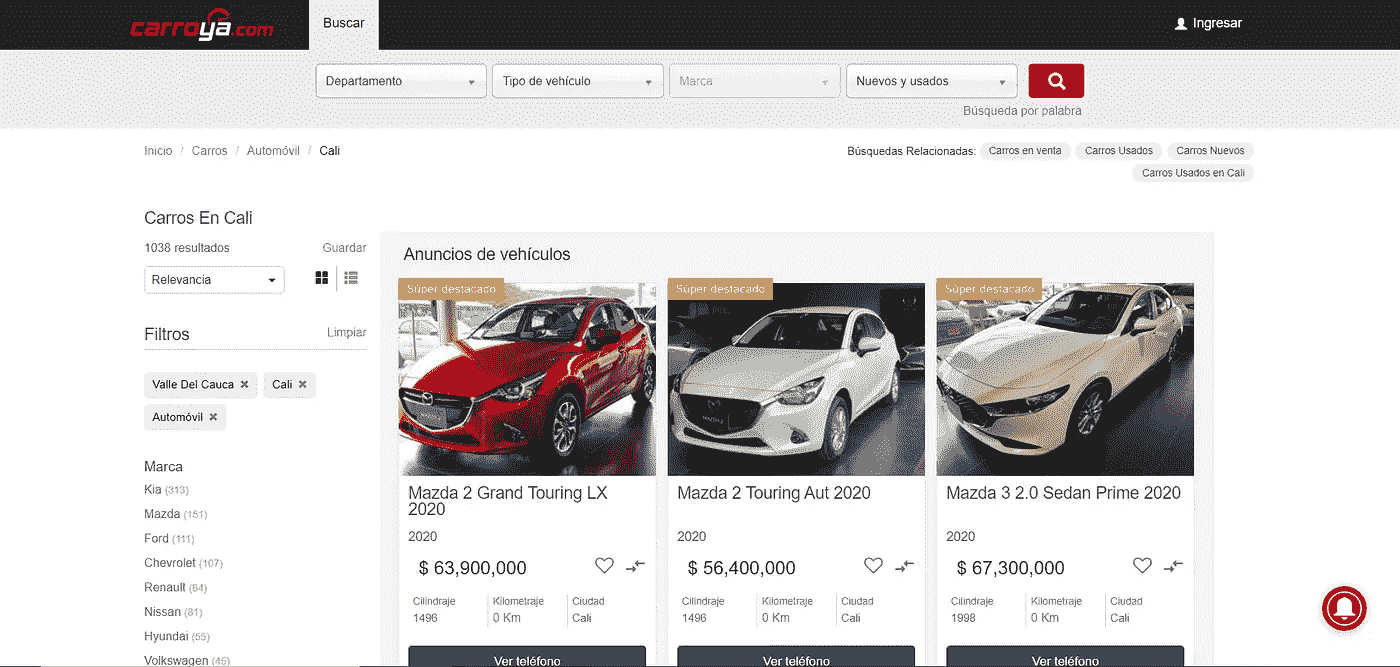 carroya.com
Buscar
Ingresar
Departamento
Tipo de vehículo
Marca
Nuevos y usados
Búsqueda por palabra
Inicio / Carros / Automóvil / Cali
Búsquedas Relacionadas: Carros en venta Carros Usados Carros Nuevos
Carros Usados en Cali
Carros En Cali
1038 resultados Guardar
Relevancia
Filtros Limpiar
Valle Del Cauca ✖ Cali ✖
Automóvil ✖
Marca
Kia (313)
Mazda (151)
Ford (111)
Chevrolet (107)
Renault (84)
Nissan (81)
Hyundai (55)
Volkswagen (45)
Anuncios de vehículos
Súper destacado
Mazda 2 Grand Touring LX
2020
2020
$ 63,900,000
Cilindraje Kilometraje Ciudad
1496 0 Km Cali
Ver teléfono
Súper destacado
MAZDA 2
Mazda 2 Touring Aut 2020
2020
$ 56,400,000
Cilindraje Kilometraje Ciudad
1496 0 Km Cali
Ver teléfono
Súper destacado
Mazda 3 2.0 Sedan Prime 2020
2020
$ 67,300,000
Cilindraje Kilometraje Ciudad
1998 0 Km Cali
Ver teléfono